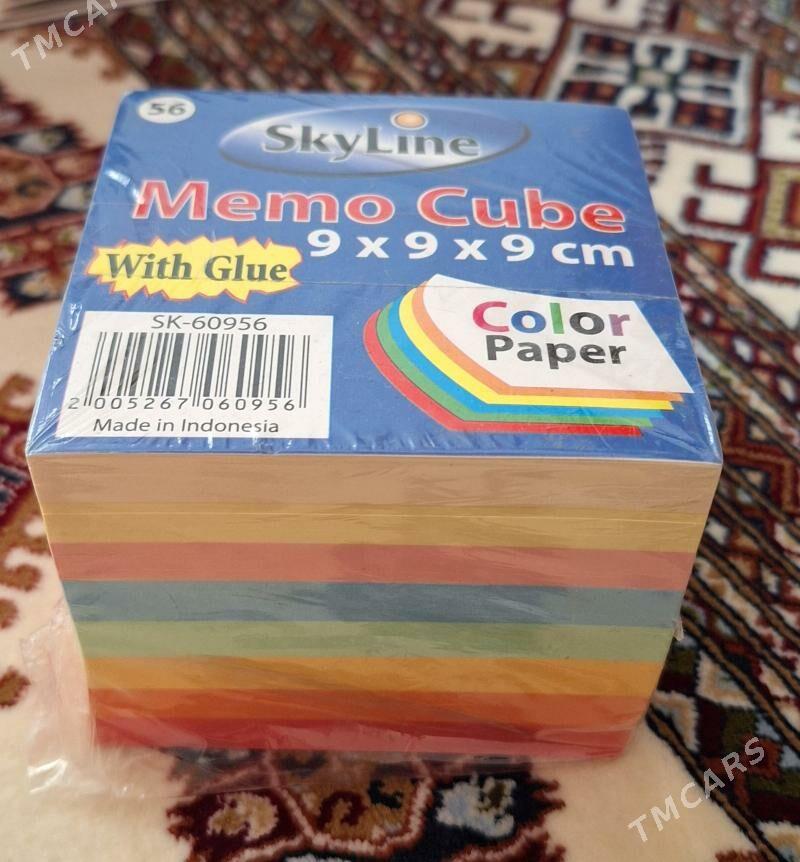 TMCARS
56
SkyLine
Memo Cube
9 x 9 x 9 cm
With Glue
SK-60956
2 005267 060956
Made in Indonesia
Color
Paper
TMCARS